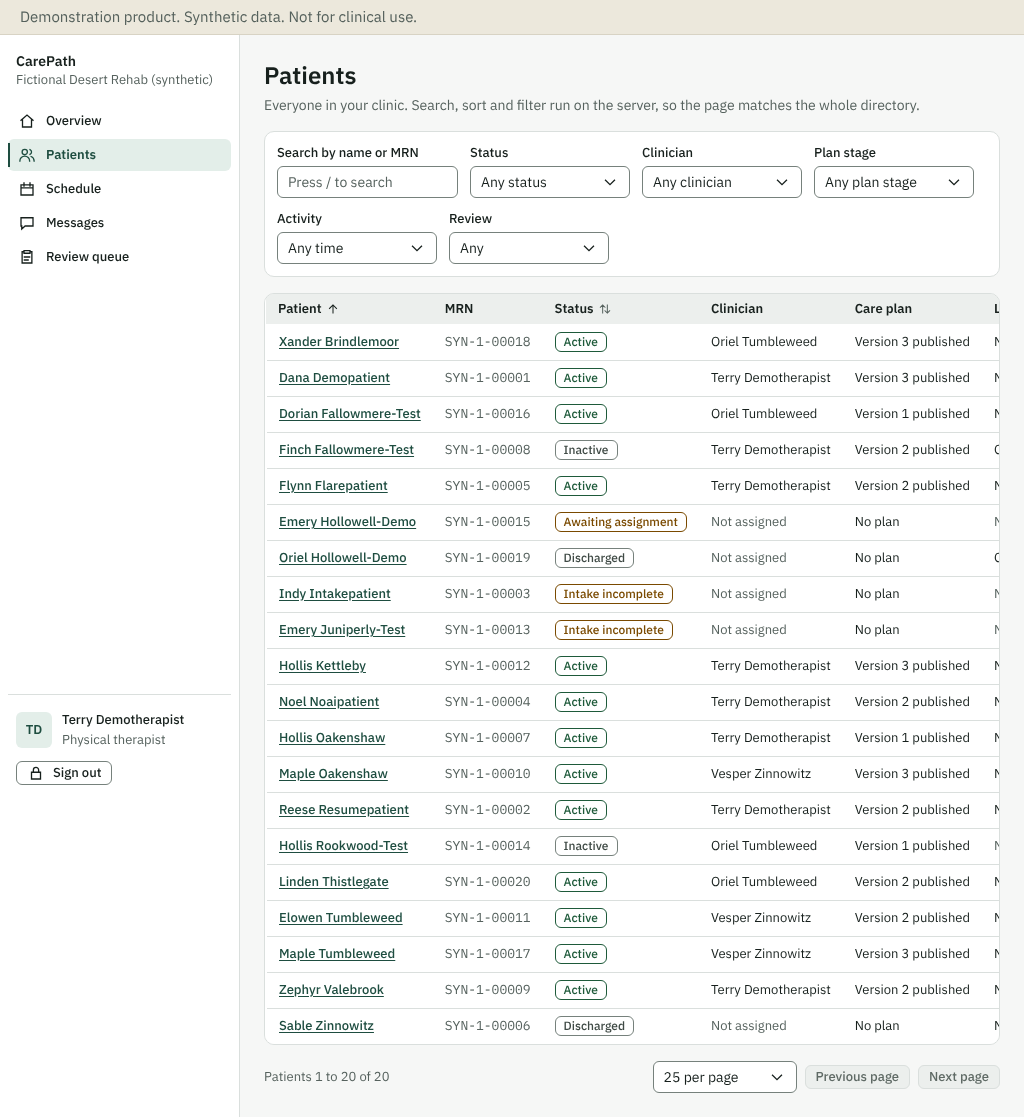 Demonstration product. Synthetic data. Not for clinical use.
CarePath
Fictional Desert Rehab (synthetic)
Overview
Patients
Schedule
Messages
Review queue
Terry Demotherapist
TD
Physical therapist
Sign out
Patients
Everyone in your clinic. Search, sort and filter run on the server, so the page matches the whole directory.
Search by name or MRN Status Clinician Plan stage
Press / to search Any status Any clinician Any plan stage
Activity Review
Any time Any
Patient MRN Status Clinician Care plan
Xander Brindlemoor SYN-1-00018 Active Oriel Tumbleweed Version 3 published
Dana Demopatient SYN-1-00001 Active Terry Demotherapist Version 3 published
Dorian Fallowmere-Test SYN-1-00016 Active Oriel Tumbleweed Version 1 published
Finch Fallowmere-Test SYN-1-00008 Inactive Terry Demotherapist Version 2 published
Flynn Flarepatient SYN-1-00005 Active Terry Demotherapist Version 2 published
Emery Hollowell-Demo SYN-1-00015 Awaiting assignment Not assigned No plan
Oriel Hollowell-Demo SYN-1-00019 Discharged Not assigned No plan
Indy Intakepatient SYN-1-00003 Intake incomplete Not assigned No plan
Emery Juniperly-Test SYN-1-00013 Intake incomplete Not assigned No plan
Hollis Kettleby SYN-1-00012 Active Terry Demotherapist Version 3 published
Noel Noaipatient SYN-1-00004 Active Terry Demotherapist Version 2 published
Hollis Oakenshaw SYN-1-00007 Active Terry Demotherapist Version 1 published
Maple Oakenshaw SYN-1-00010 Active Vesper Zinnowitz Version 3 published
Reese Resumepatient SYN-1-00002 Active Terry Demotherapist Version 2 published
Hollis Rookwood-Test SYN-1-00014 Inactive Oriel Tumbleweed Version 1 published
Linden Thistlegate SYN-1-00020 Active Oriel Tumbleweed Version 2 published
Elowen Tumbleweed SYN-1-00011 Active Vesper Zinnowitz Version 2 published
Maple Tumbleweed SYN-1-00017 Active Vesper Zinnowitz Version 3 published
Zephyr Valebrook SYN-1-00009 Active Terry Demotherapist Version 2 published
Sable Zinnowitz SYN-1-00006 Discharged Not assigned No plan
Patients 1 to 20 of 20 25 per page Previous page Next page